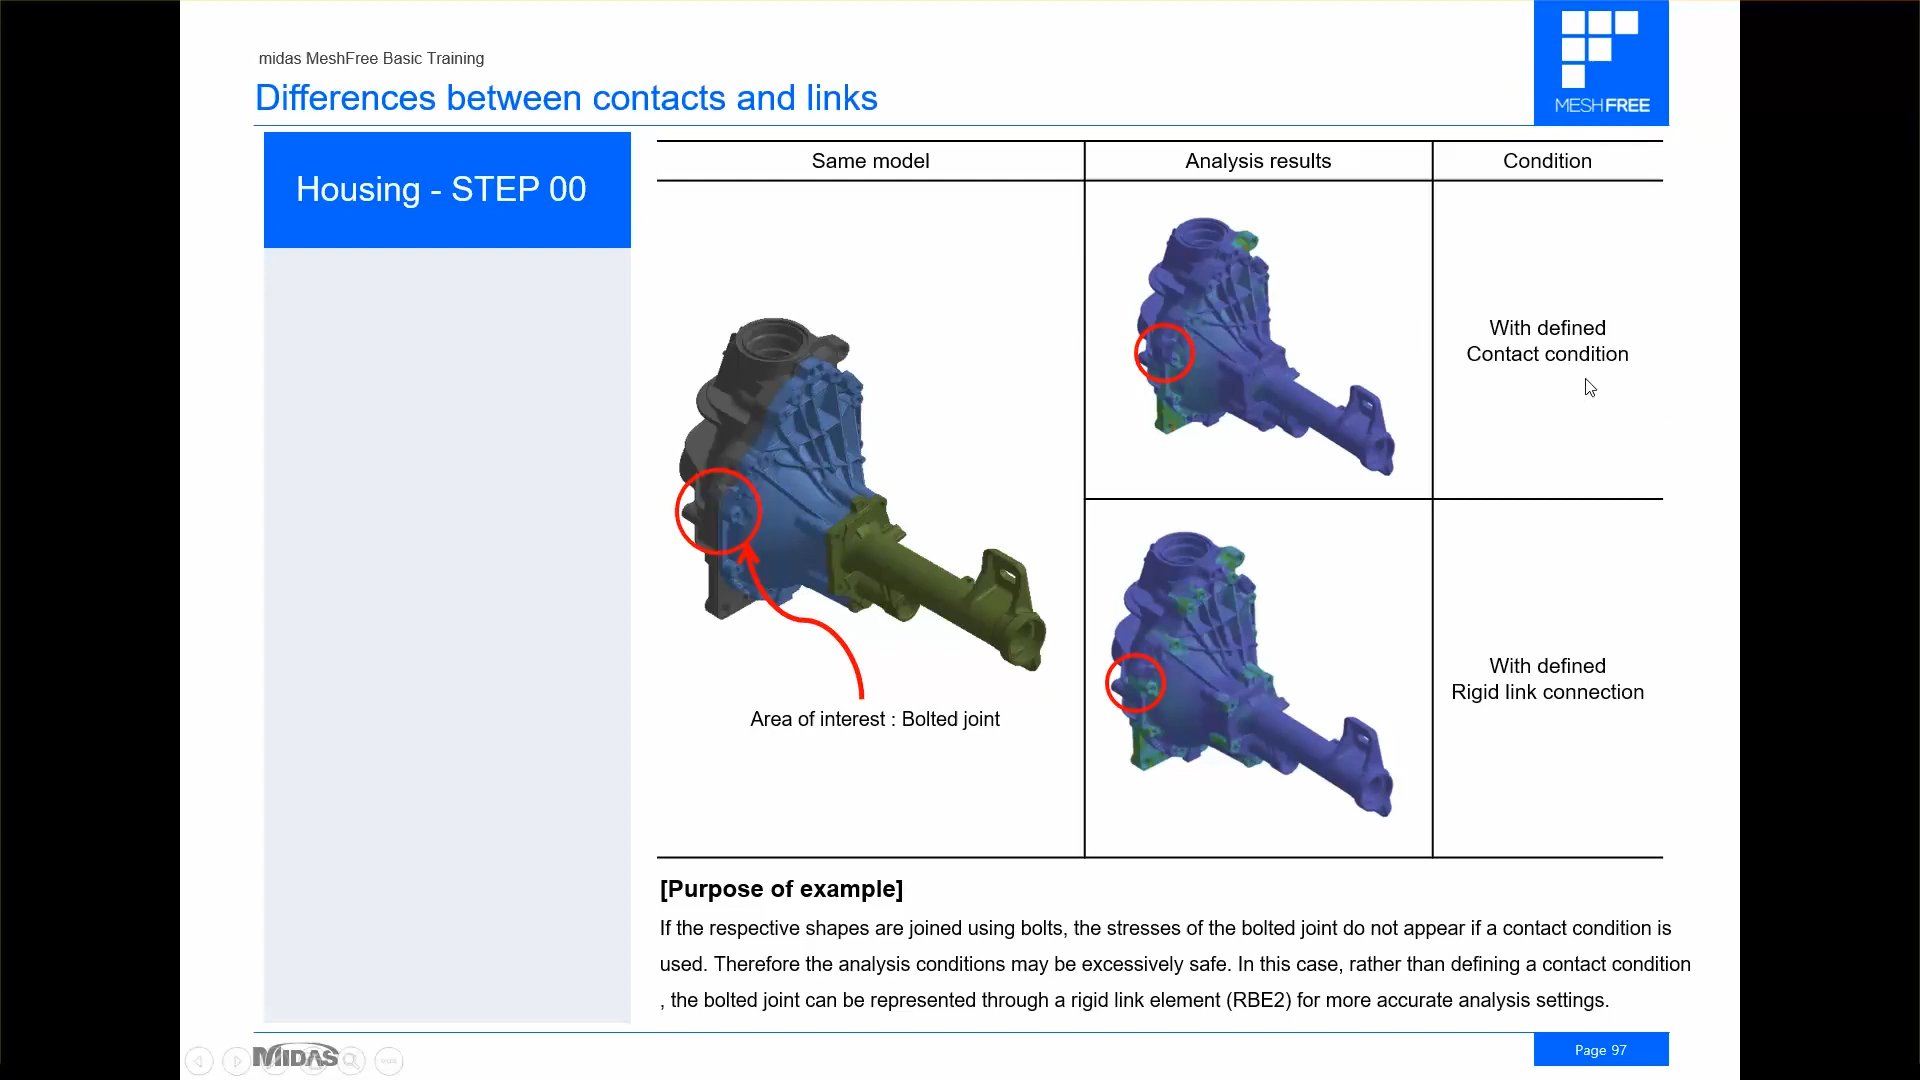 midas MeshFree Basic Training
Differences between contacts and links
MESHFREE
Housing - STEP 00
Same model
Analysis results
Condition
With defined
Contact condition
With defined
Rigid link connection
Area of interest : Bolted joint
[Purpose of example]
If the respective shapes are joined using bolts, the stresses of the bolted joint do not appear if a contact condition is
used. Therefore the analysis conditions may be excessively safe. In this case, rather than defining a contact condition
, the bolted joint can be represented through a rigid link element (RBE2) for more accurate analysis settings.
MIDAS
Page 97